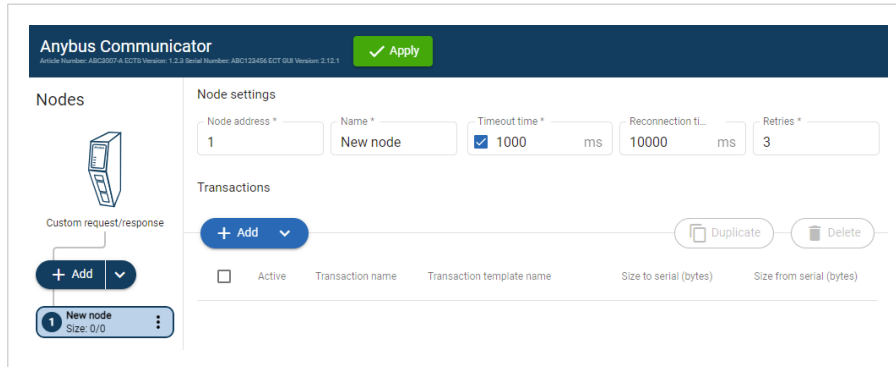 Anybus Communicator
Article Number: ABC3007-A ECTS Version: 1.2.3 Serial Number: ABC123456 ECT GUI Version: 2.12.1
Apply
Nodes
Custom request/response
Add
1 New node
Size: 0/0
Node settings
Node address * Name * Timeout time * Reconnection ti... Retries *
1 New node 1000 ms 10000 ms 3
Transactions
Add Duplicate Delete
Active Transaction name Transaction template name Size to serial (bytes) Size from serial (bytes)